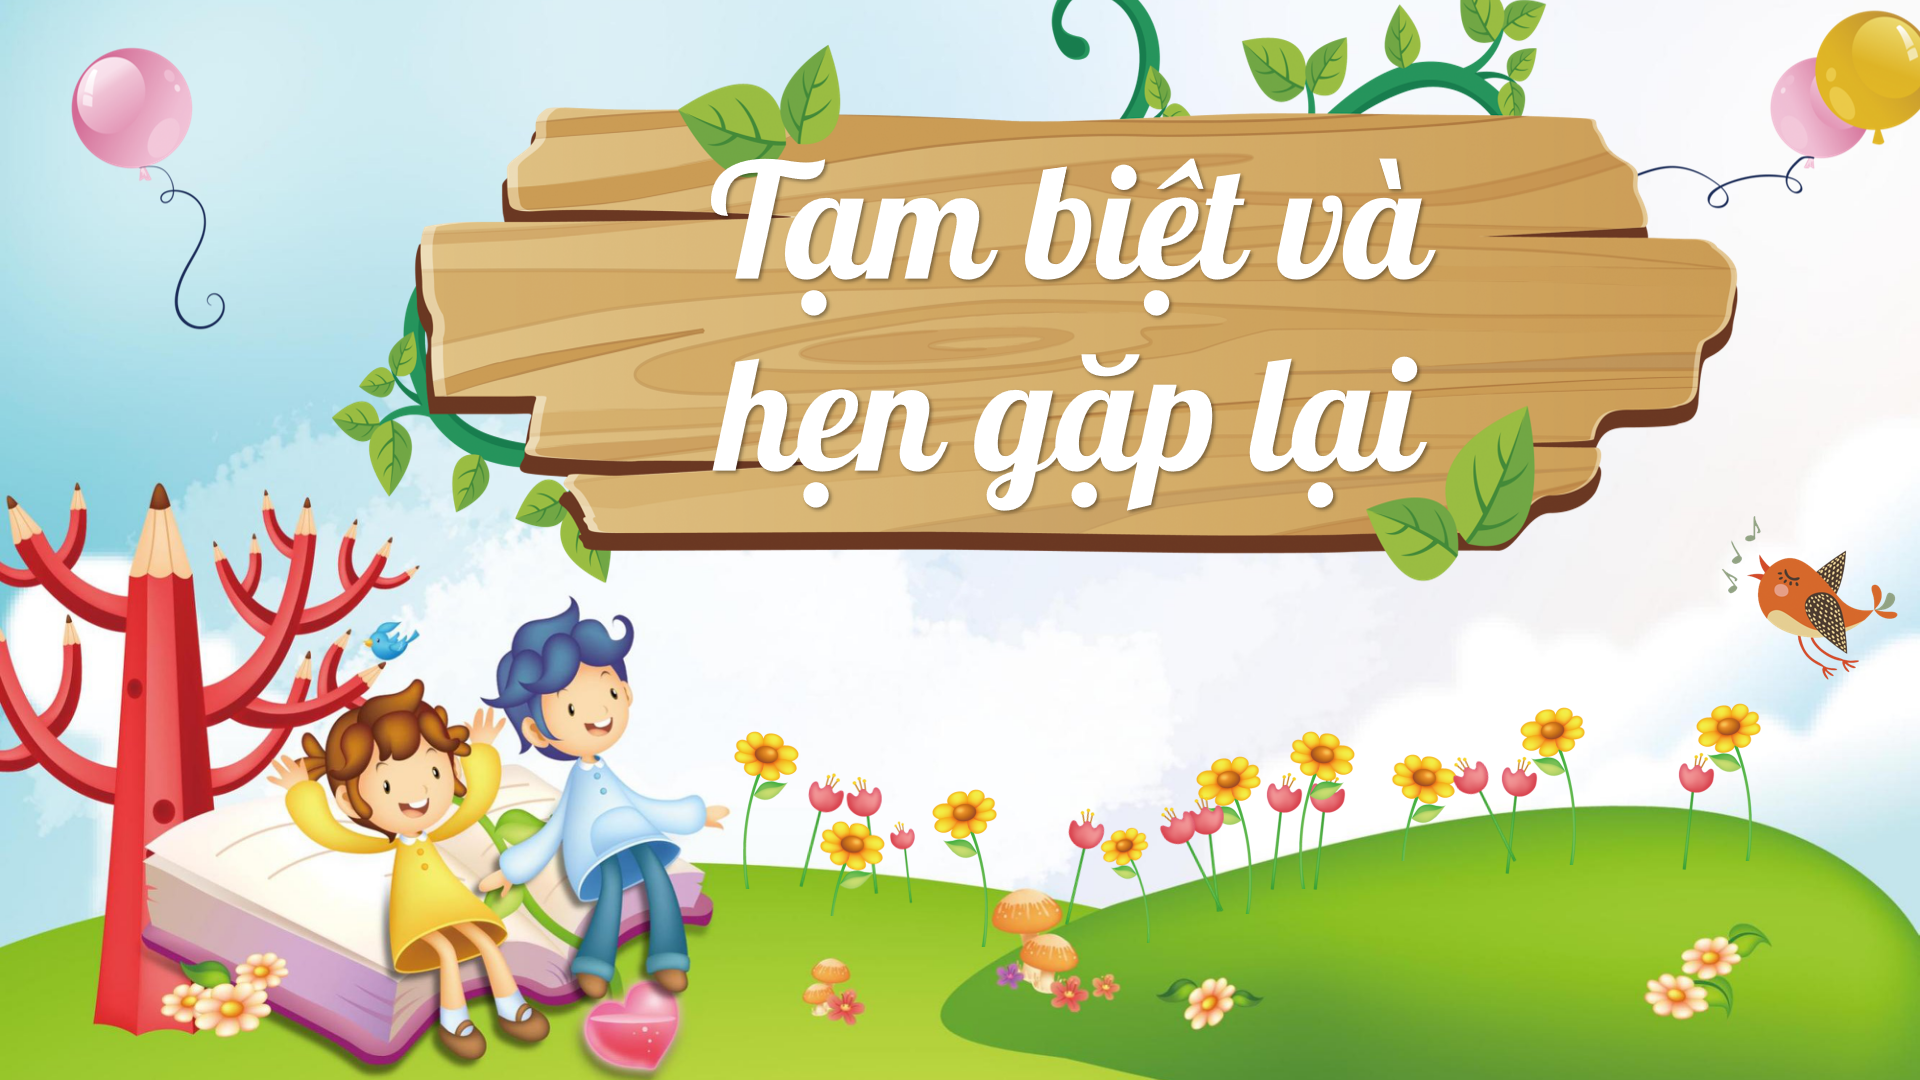 Tạm biệt và
hẹn gặp lại